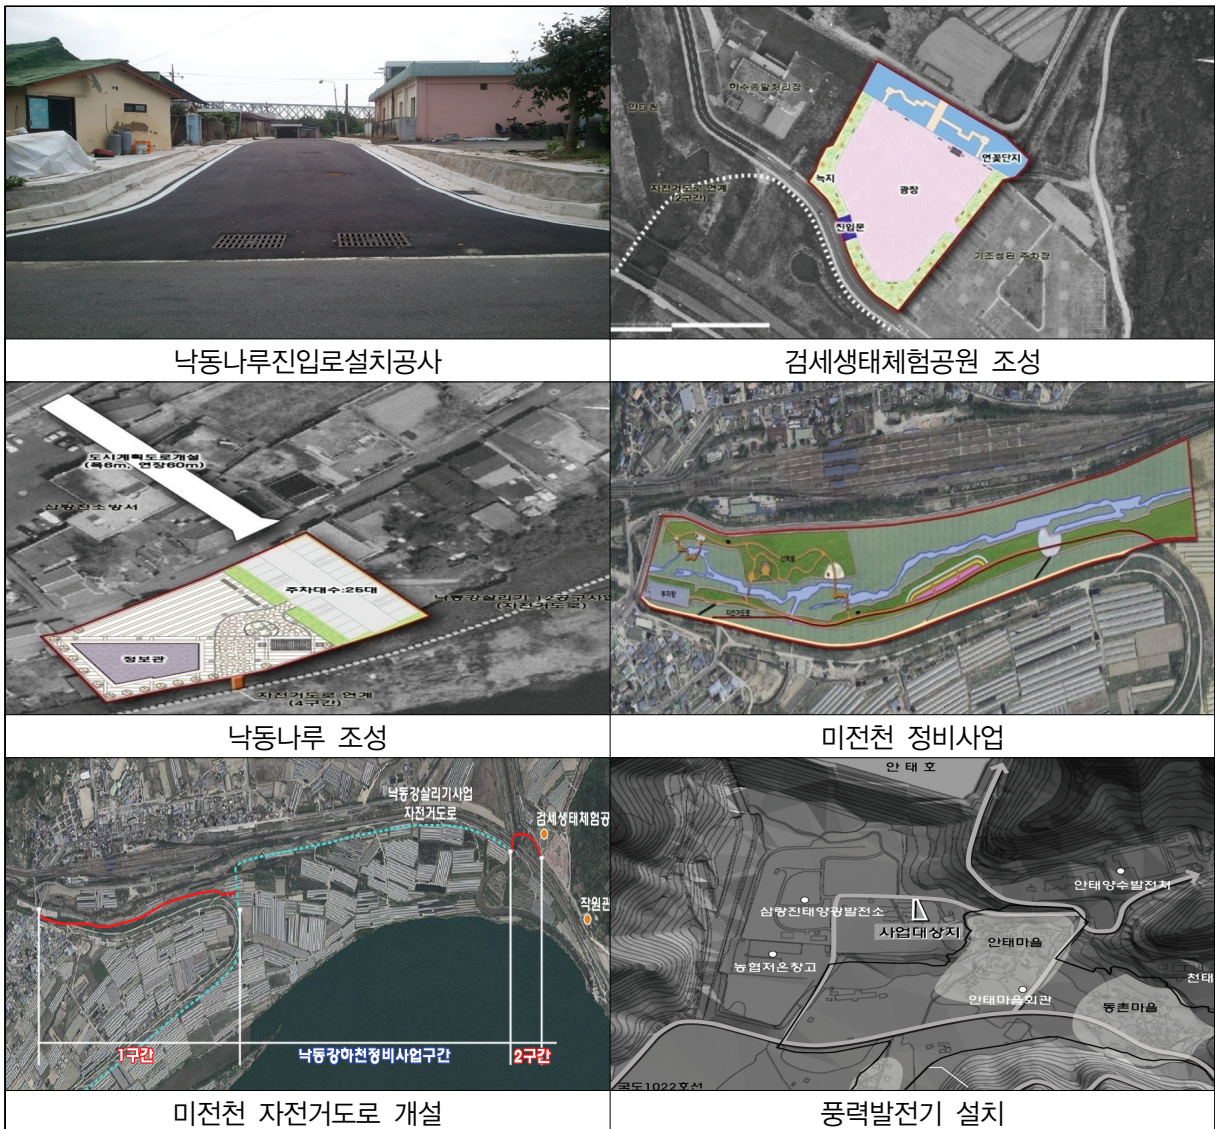 하수종말처리장
안태천
연꽃단지
녹지
광장
자전거도로 연계
(2구간)
진입문
기조성된 주차장
낙동나루진입로설치공사
검세생태체험공원 조성
도시계획도로개설
(폭6m, 연장60m)
삼랑진소방서
주차대수:25대
낙동강살리기 12공구사업
(자전거도로)
정보관
자전거도로 연계
(4구간)
산책로
주차장
자전거도로
낙동나루 조성
미전천 정비사업
낙동강살리기사업
자전거도로
검세생태체험공
작원관
1구간
낙동강하천정비사업구간
2구간
안태호
안태양수발전처
삼랑진태양광발전소
사업대상지
안태마을
농협저온창고
천태
안태마을회관
동촌마을
국도1022호선
미전천 자전거도로 개설
풍력발전기 설치